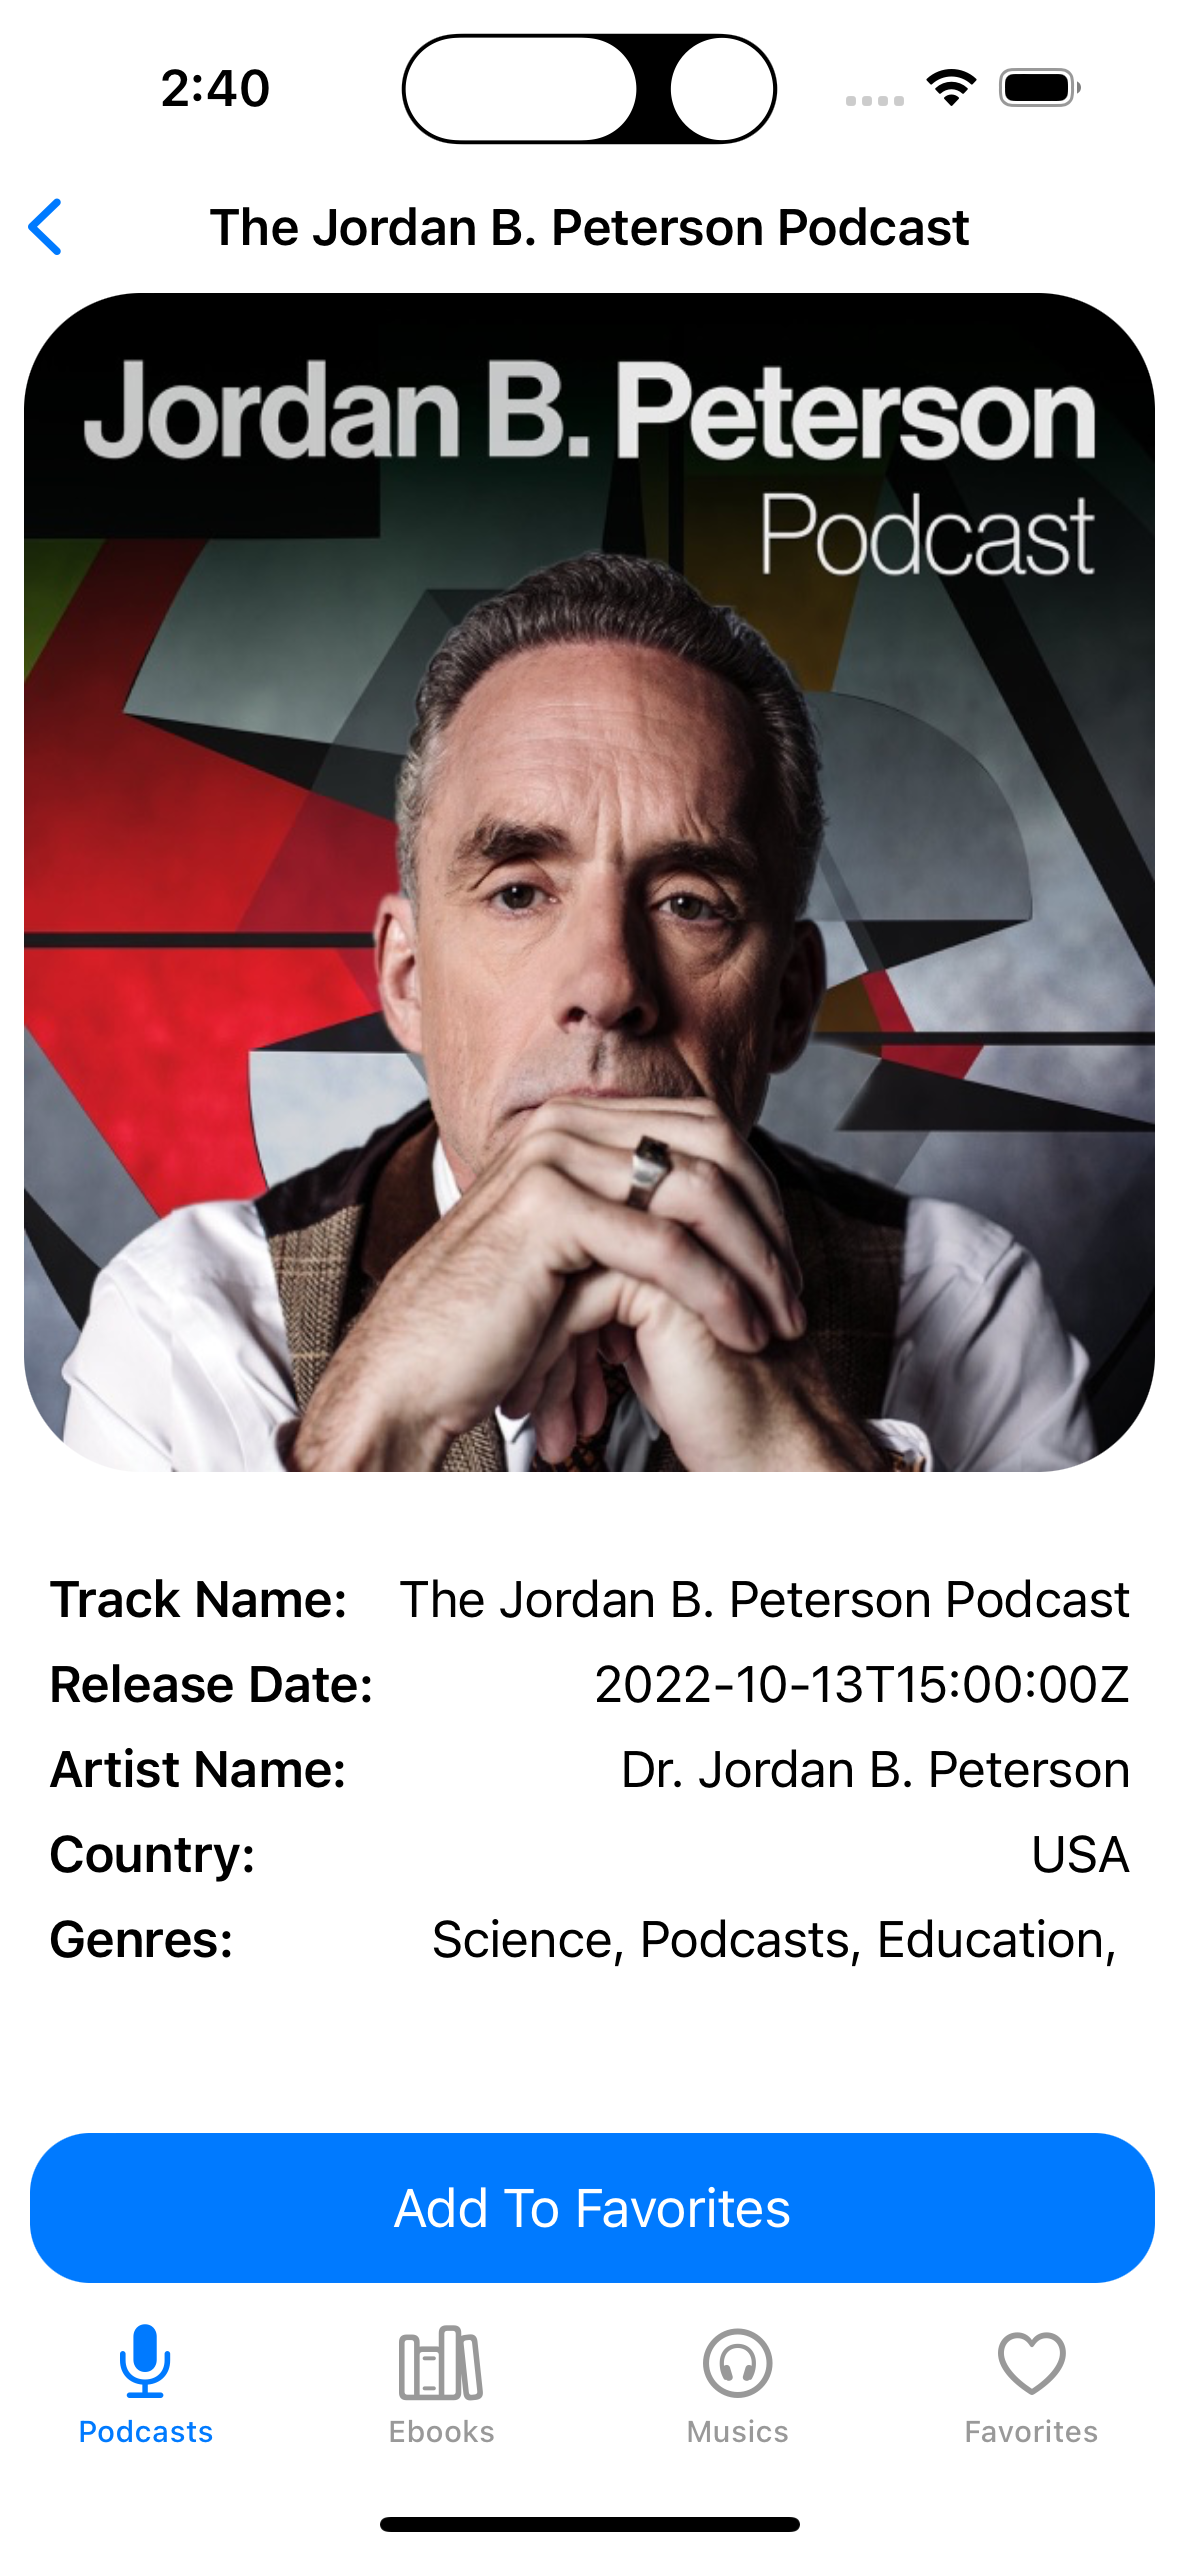 2:40
The Jordan B. Peterson Podcast
Jordan B. Peterson
Podcast
Track Name: The Jordan B. Peterson Podcast
Release Date: 2022-10-13T15:00:00Z
Artist Name: Dr. Jordan B. Peterson
Country: USA
Genres: Science, Podcasts, Education,
Add To Favorites
Podcasts Ebooks Musics Favorites